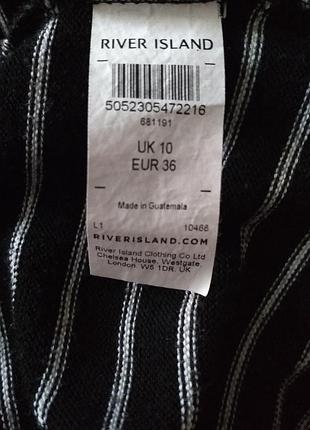 RIVER ISLAND
5052305472216
681191
UK 10
EUR 36
Made in Guatemala
L1 10466
RIVERISLAND.COM
River Island Clothing Co Ltd
Chelsea House, Westgate,
London. W5 1DR. UK